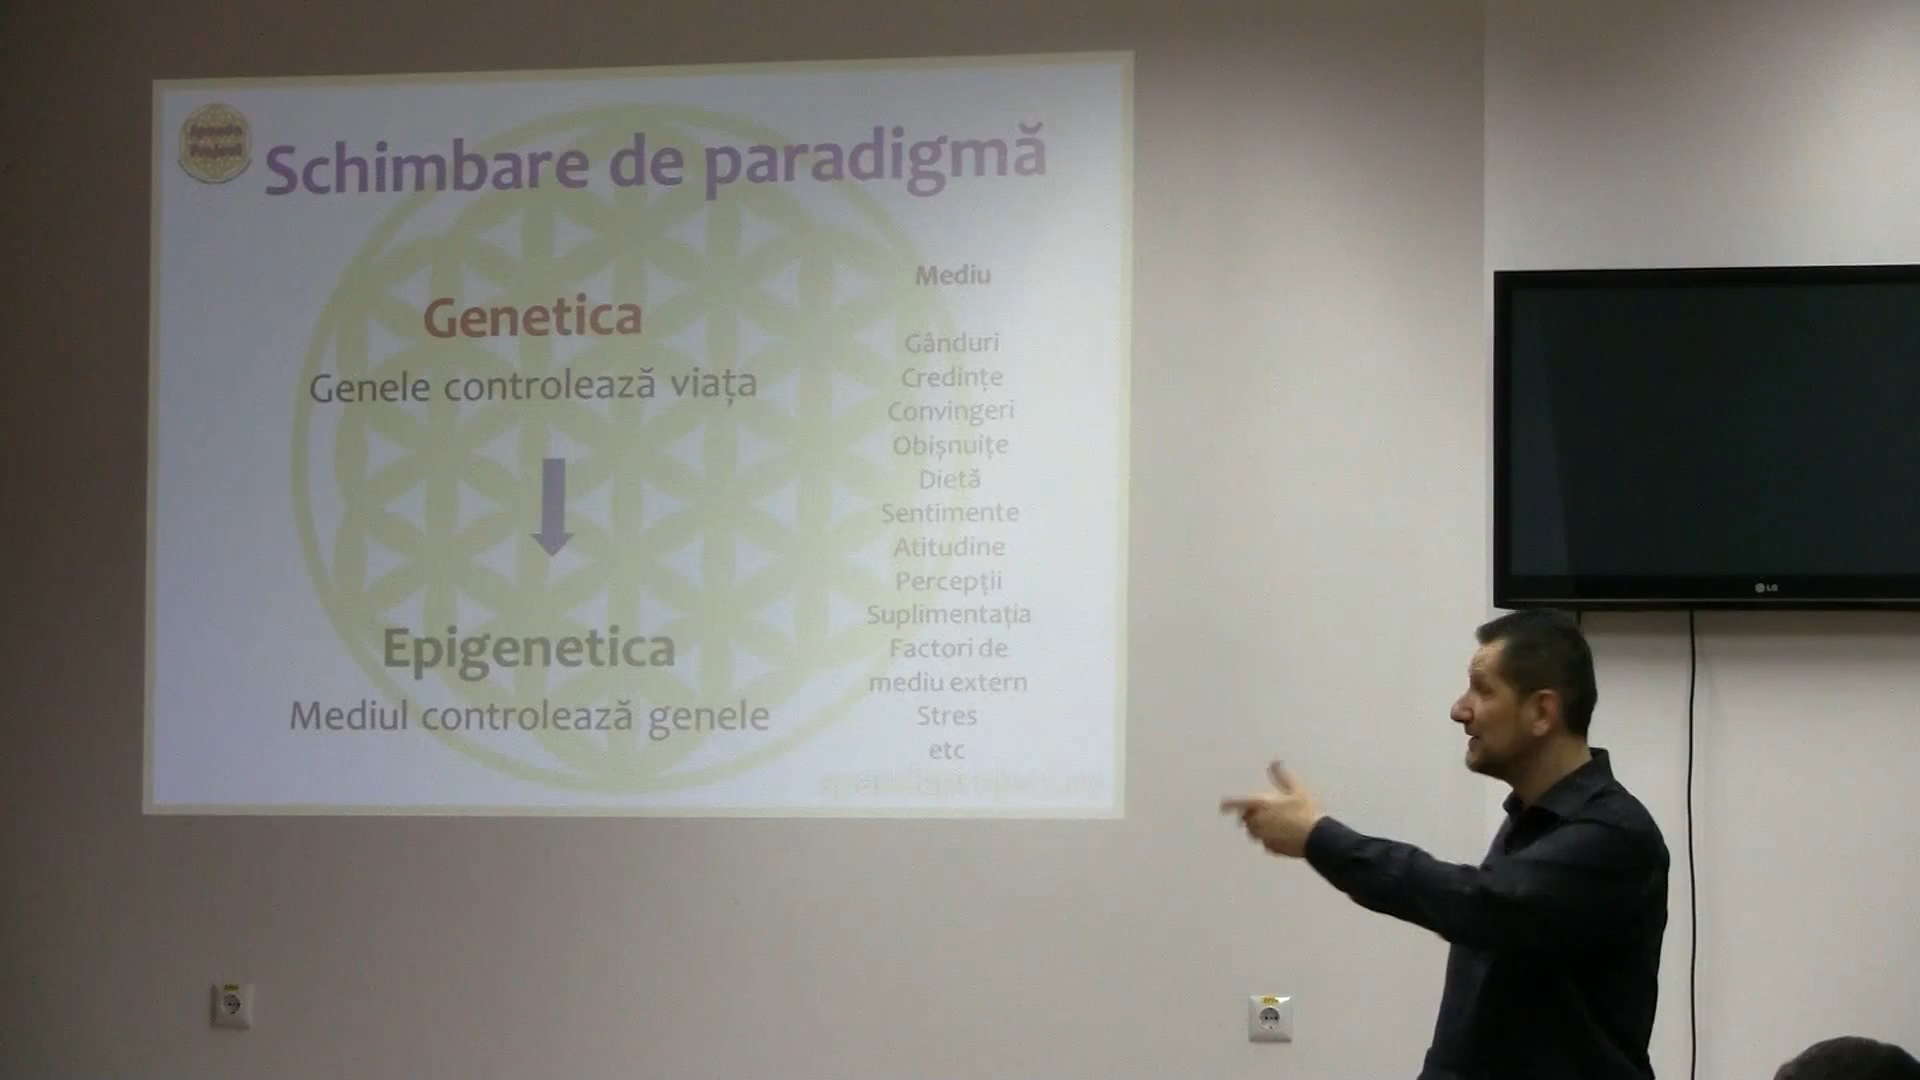 Schimbare de paradigmă
Genetica
Genele controlează viața
Epigenetica
Mediul controlează genele
Mediu
Gânduri
Credințe
Convingeri
Obișnuițe
Dietă
Sentimente
Atitudine
Percepții
Suplimentația
Factori de
mediu extern
Stres
etc
LG